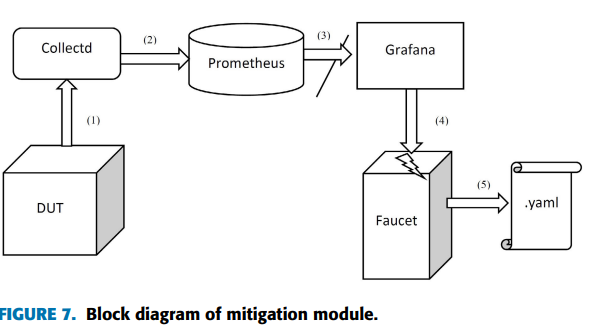 Collectd
(2)
Prometheus
(3)
Grafana
(1)
(4)
DUT
Faucet
(5)
.yaml
FIGURE 7. Block diagram of mitigation module.